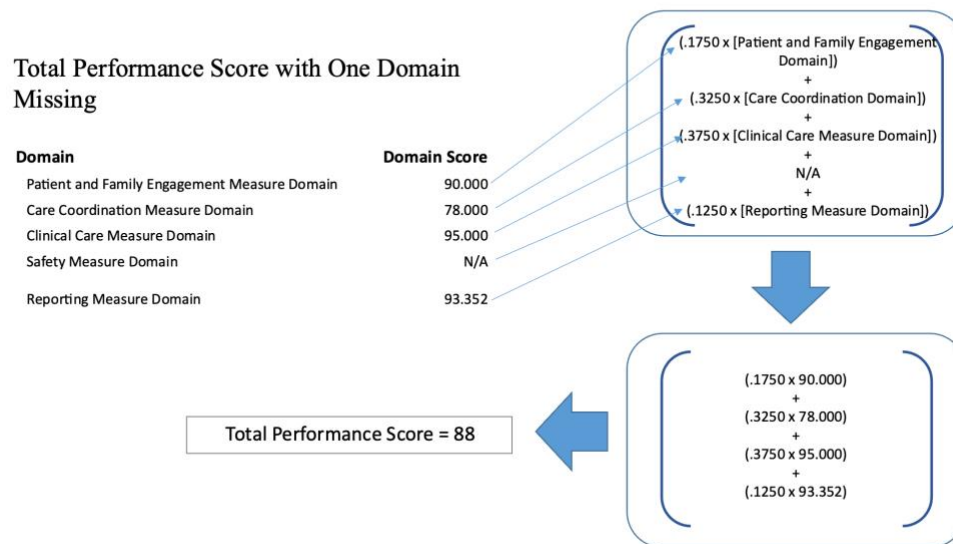 Total Performance Score with One Domain
Missing
Domain Domain Score
Patient and Family Engagement Measure Domain 90.000
Care Coordination Measure Domain 78.000
Clinical Care Measure Domain 95.000
Safety Measure Domain N/A
Reporting Measure Domain 93.352
(.1750 x [Patient and Family Engagement
Domain])
+
(.3250 x [Care Coordination Domain])
+
(.3750 x [Clinical Care Measure Domain])
+
N/A
+
(.1250 x [Reporting Measure Domain])
(.1750 x 90.000)
+
(.3250 x 78.000)
+
(.3750 x 95.000)
+
(.1250 x 93.352)
Total Performance Score = 88